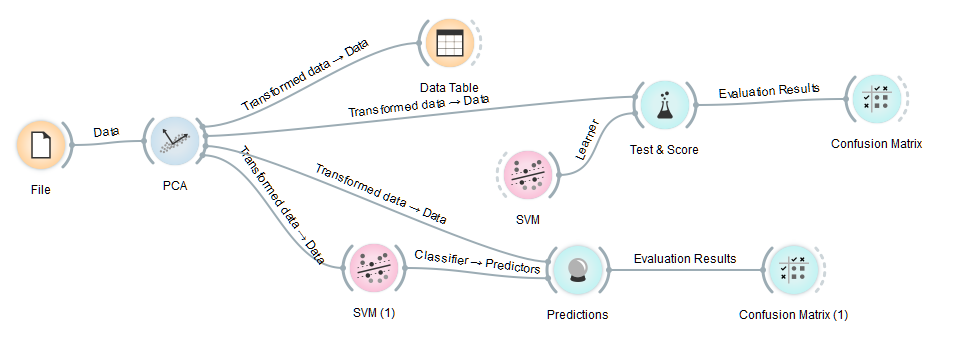 Transformed data → Data
Data Table
Transformed data → Data
Evaluation Results
Data
Learner
File
PCA
Test & Score
Confusion Matrix
Transformed data → Data
Transformed data → Data
SVM
Classifier → Predictors
Evaluation Results
SVM (1)
Predictions
Confusion Matrix (1)